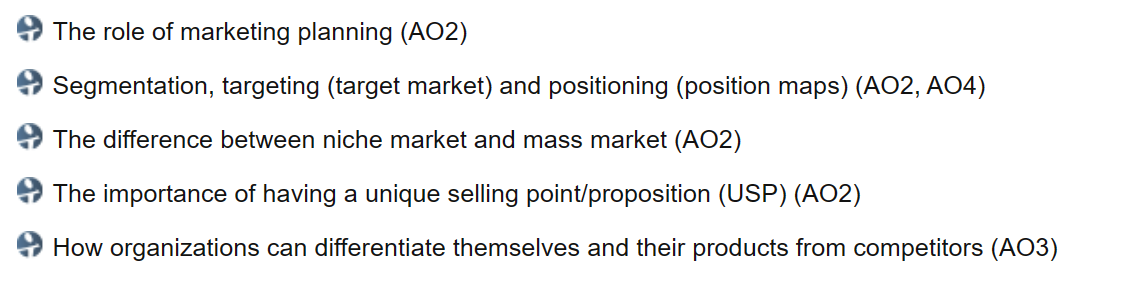 The role of marketing planning (AO2)
Segmentation, targeting (target market) and positioning (position maps) (AO2, AO4)
The difference between niche market and mass market (AO2)
The importance of having a unique selling point/proposition (USP) (AO2)
How organizations can differentiate themselves and their products from competitors (AO3)